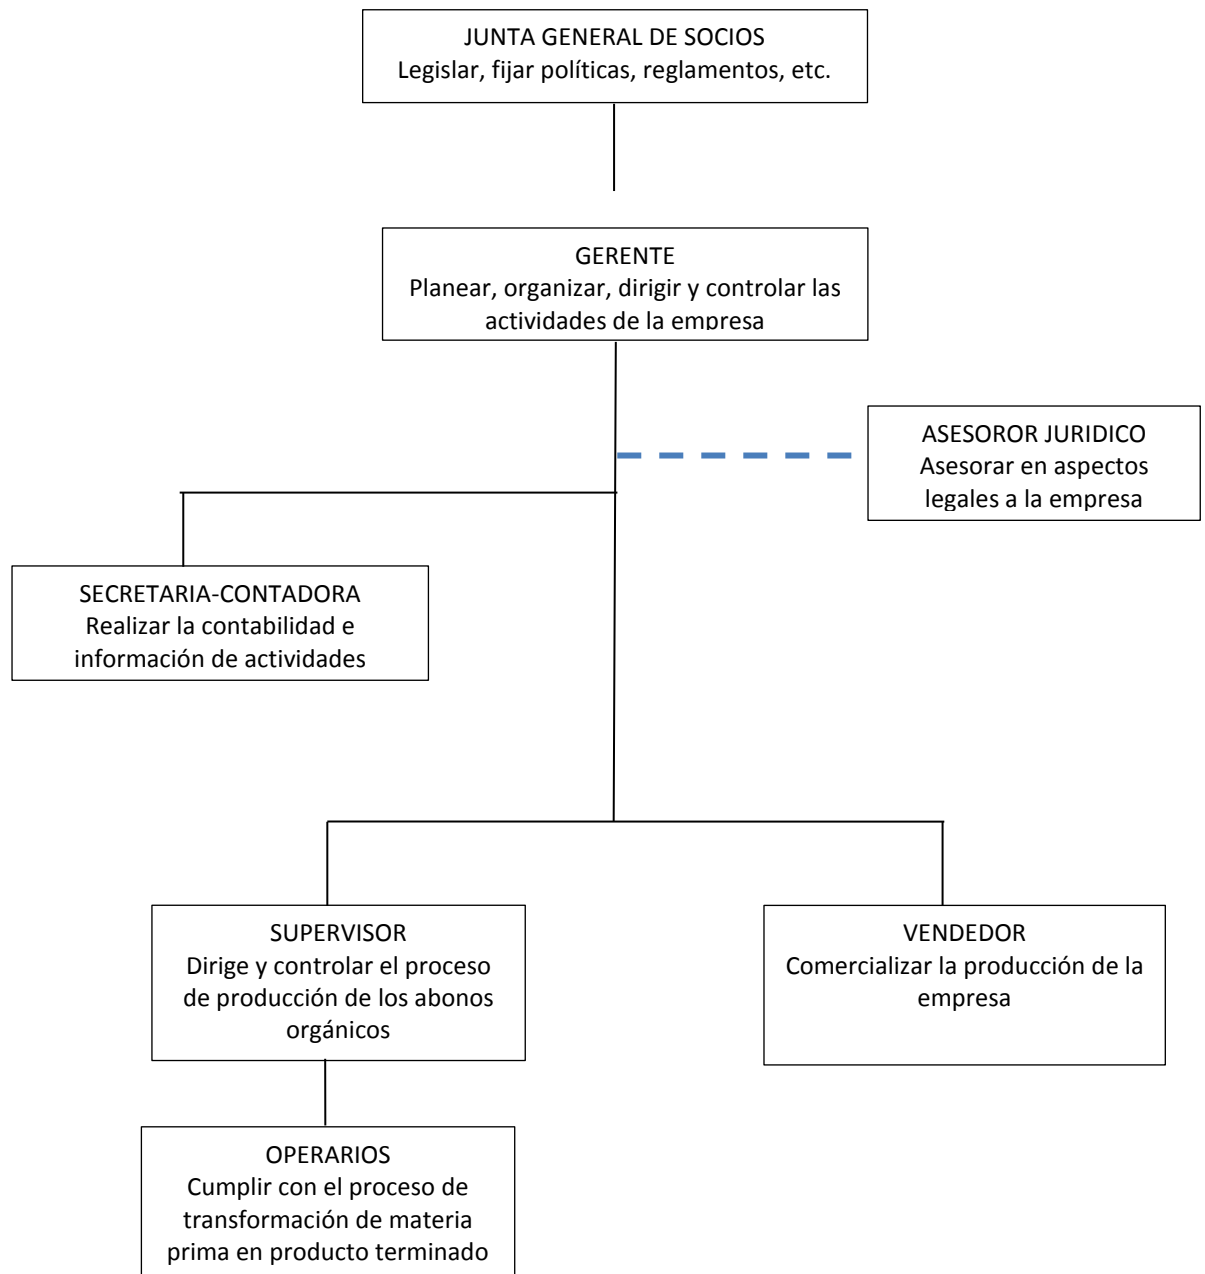 JUNTA GENERAL DE SOCIOS
Legislar, fijar políticas, reglamentos, etc.
GERENTE
Planear, organizar, dirigir y controlar las
actividades de la empresa
ASESOROR JURIDICO
Asesorar en aspectos
legales a la empresa
SECRETARIA-CONTADORA
Realizar la contabilidad e
información de actividades
SUPERVISOR
Dirige y controlar el proceso
de producción de los abonos
orgánicos
VENDEDOR
Comercializar la producción de la
empresa
OPERARIOS
Cumplir con el proceso de
transformación de materia
prima en producto terminado